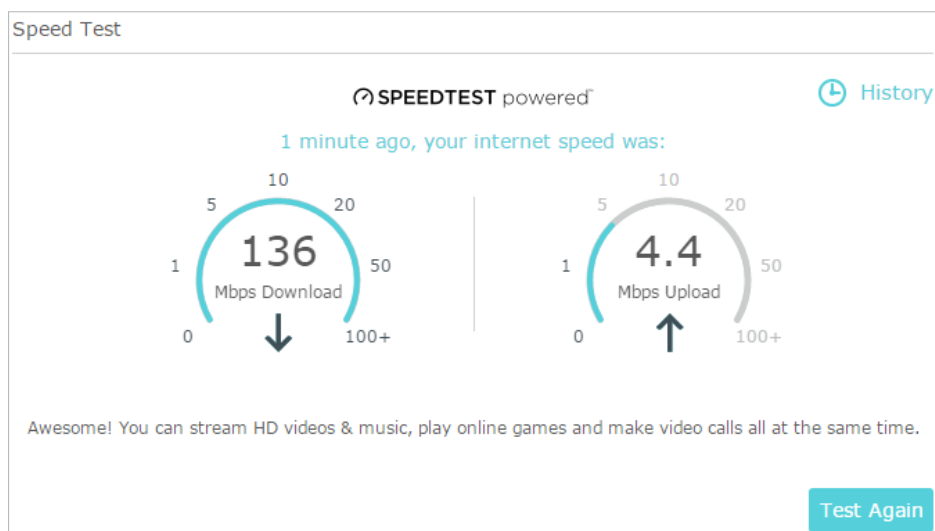 Speed Test
SPEEDTEST powered™
History
1 minute ago, your internet speed was:
10
5
20
1
50
0
100+
136
Mbps Download
10
5
20
1
50
0
100+
4.4
Mbps Upload
Awesome! You can stream HD videos & music, play online games and make video calls all at the same time.
Test Again